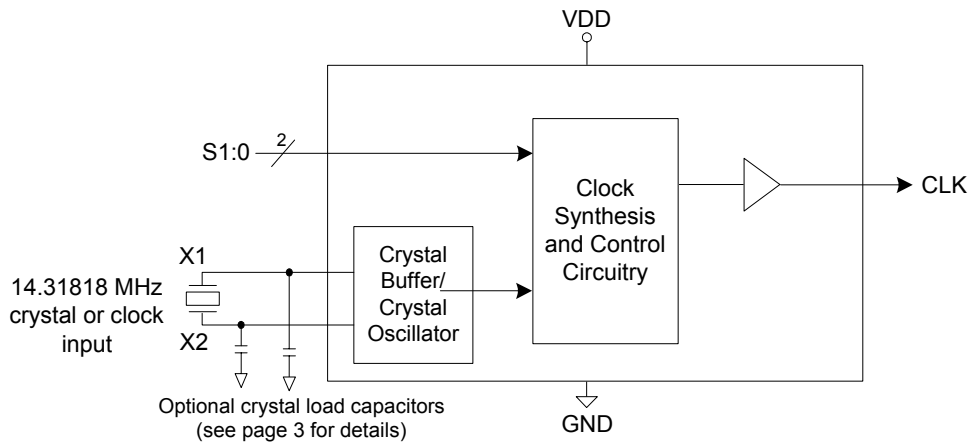 VDD
S1:0
2
Clock
Synthesis
and Control
Circuitry
CLK
X1
14.31818 MHz
crystal or clock
input
X2
Crystal
Buffer/
Crystal
Oscillator
Optional crystal load capacitors
(see page 3 for details)
GND